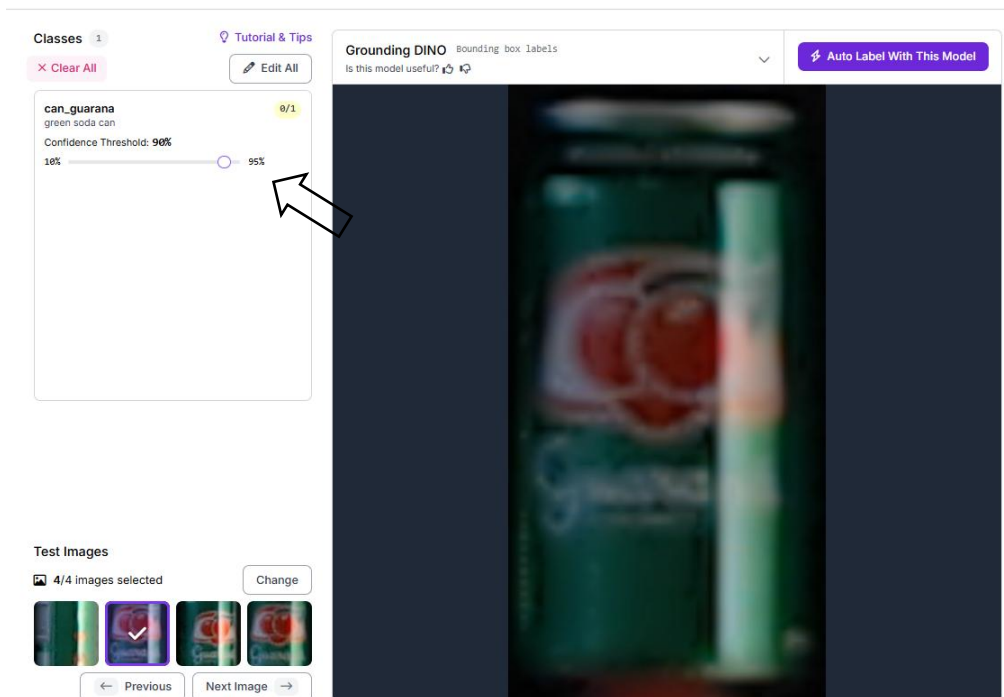 Classes 1
Tutorial & Tips
× Clear All
Edit All
can_guarana 0/1
green soda can
Confidence Threshold: 90%
10% 95%
Test Images
4/4 images selected
Change
← Previous
Next Image →
Grounding DINO Bounding box labels
Is this model useful?
Auto Label With This Model